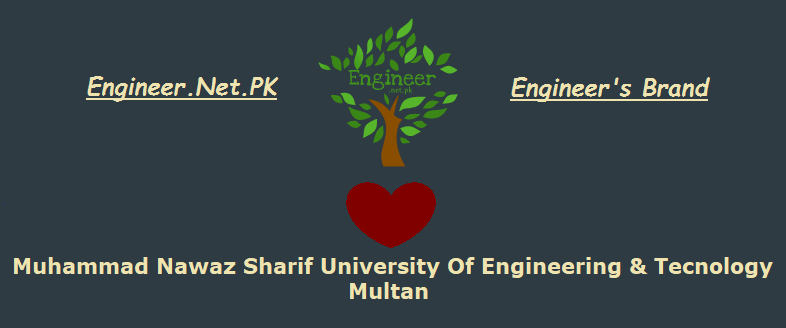 Engineer.Net.PK
Engineer
.net.pk
Engineer's Brand
Muhammad Nawaz Sharif University Of Engineering & Tecnology
Multan